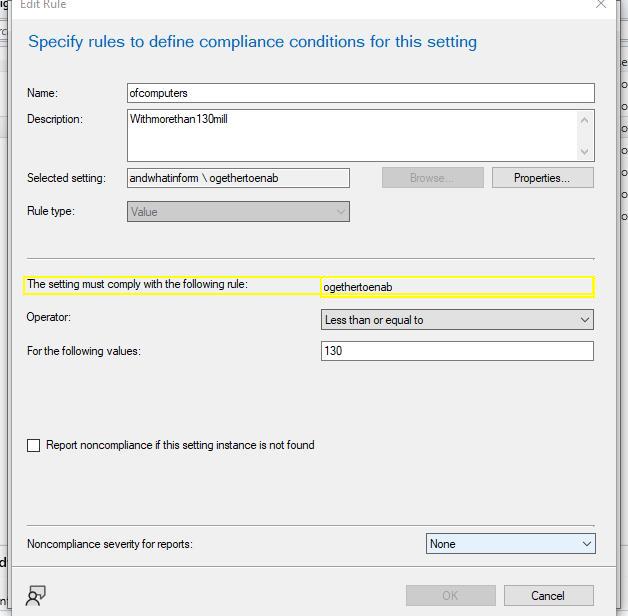 Edit Rule
Specify rules to define compliance conditions for this setting
Name: ofcomputers
Description: Withmorethan130mill
Selected setting: andwhatinform \ ogethertoenab Browse... Properties...
Rule type: Value
The setting must comply with the following rule: ogethertoenab
Operator: Less than or equal to
For the following values: 130
Report noncompliance if this setting instance is not found
Noncompliance severity for reports: None
OK Cancel